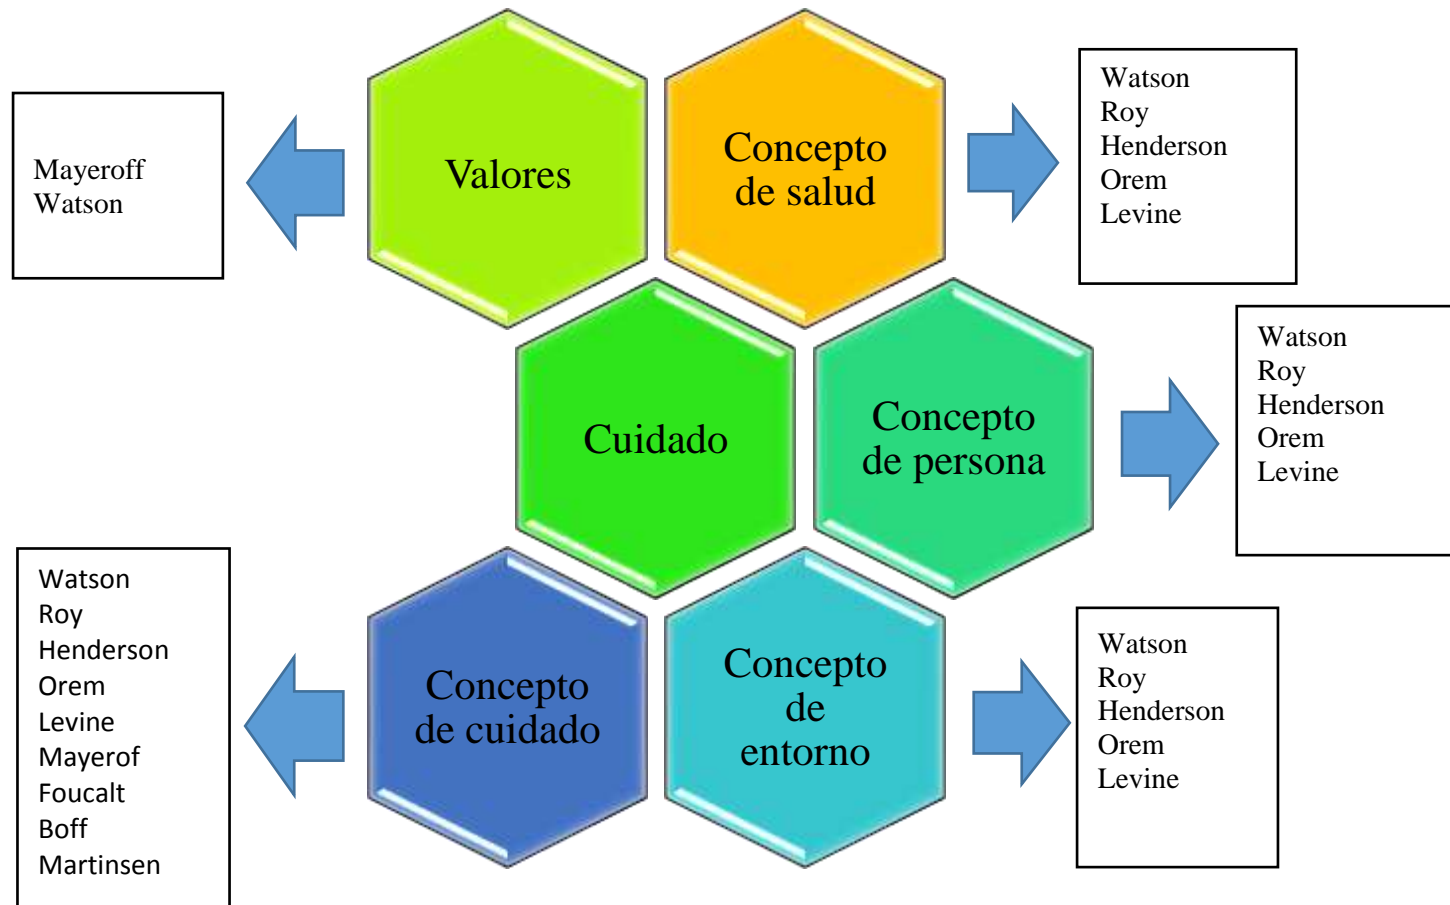 Valores
Mayeroff
Watson
Concepto
de salud
Watson
Roy
Henderson
Orem
Levine
Cuidado
Concepto
de persona
Watson
Roy
Henderson
Orem
Levine
Concepto
de cuidado
Watson
Roy
Henderson
Orem
Levine
Mayerof
Foucalt
Boff
Martinsen
Concepto
de
entorno
Watson
Roy
Henderson
Orem
Levine